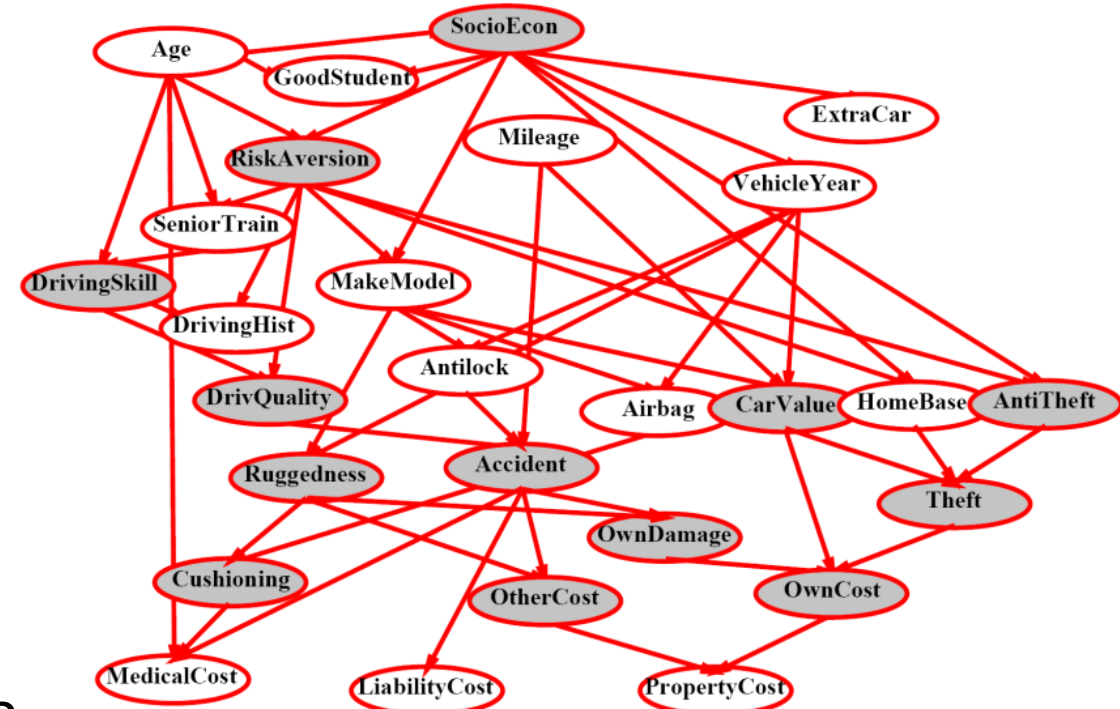 SocioEcon
Age
GoodStudent
ExtraCar
Mileage
RiskAversion
VehicleYear
SeniorTrain
DrivingSkill
MakeModel
DrivingHist
Antilock
DrivQuality
Airbag
CarValue
HomeBase
AntiTheft
Ruggedness
Accident
Theft
OwnDamage
Cushioning
OtherCost
OwnCost
MedicalCost
LiabilityCost
PropertyCost